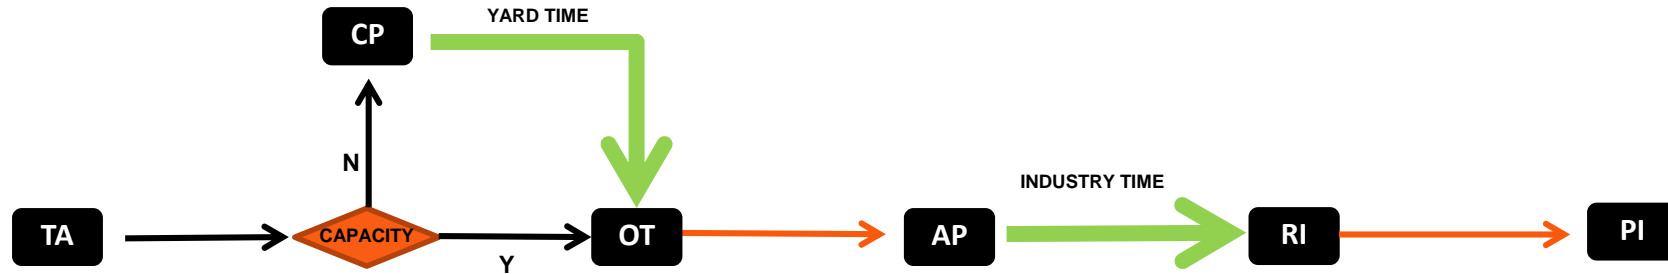 YARD TIME
CP
N
INDUSTRY TIME
TA
CAPACITY
Y
OT
AP
RI
PI